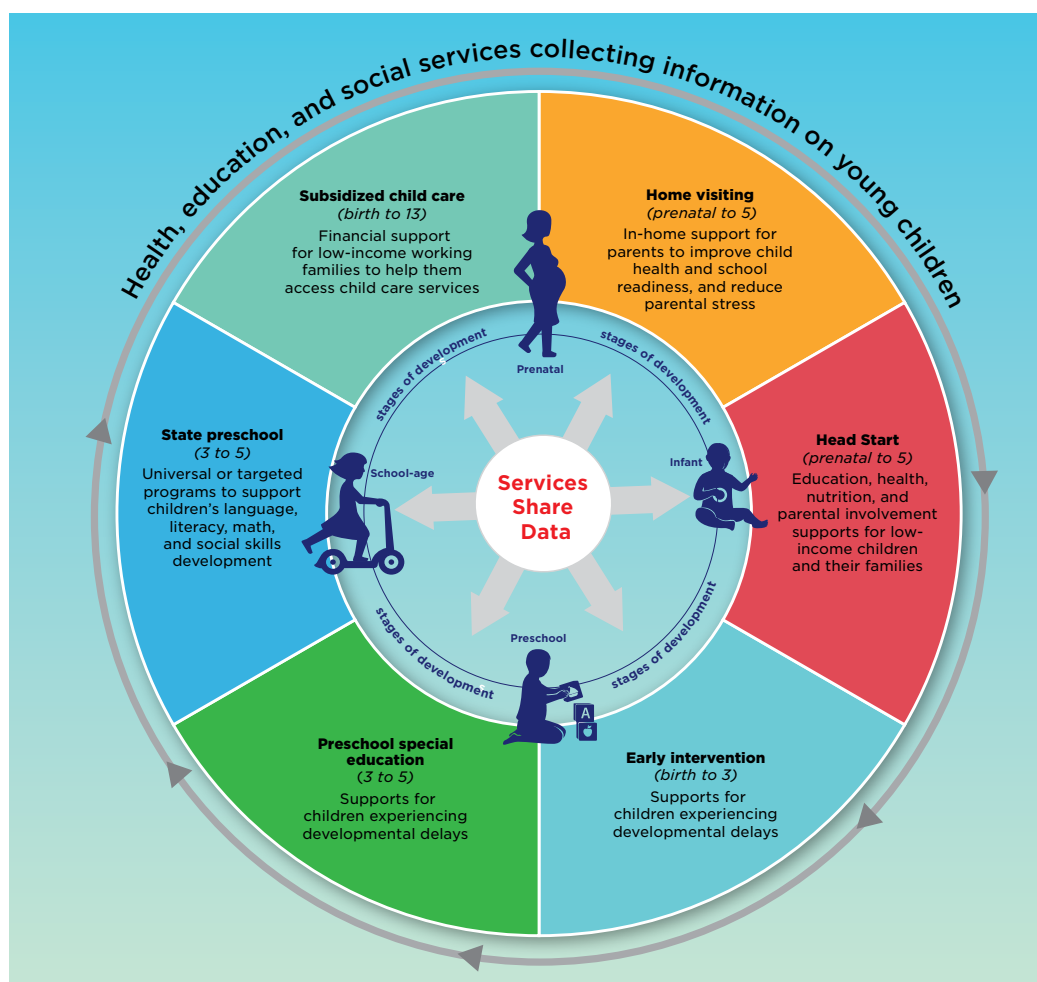 Health, education, and social services collecting information on young children
Subsidized child care
(birth to 13)
Financial support
for low-income working
families to help them
access child care services
Home visiting
(prenatal to 5)
In-home support for
parents to improve child
health and school
readiness, and reduce
parental stress
Head Start
(prenatal to 5)
Education, health,
nutrition, and
parental involvement
supports for low-
income children
and their families
Early intervention
(birth to 3)
Supports for
children experiencing
developmental delays
Preschool special
education
(3 to 5)
Supports for
children experiencing
developmental delays
State preschool
(3 to 5)
Universal or targeted
programs to support
children's language,
literacy, math,
and social skills
development
stages of development
stages of development
stages of development
stages of development
Prenatal
Infant
Preschool
School-age
Services
Share
Data
A